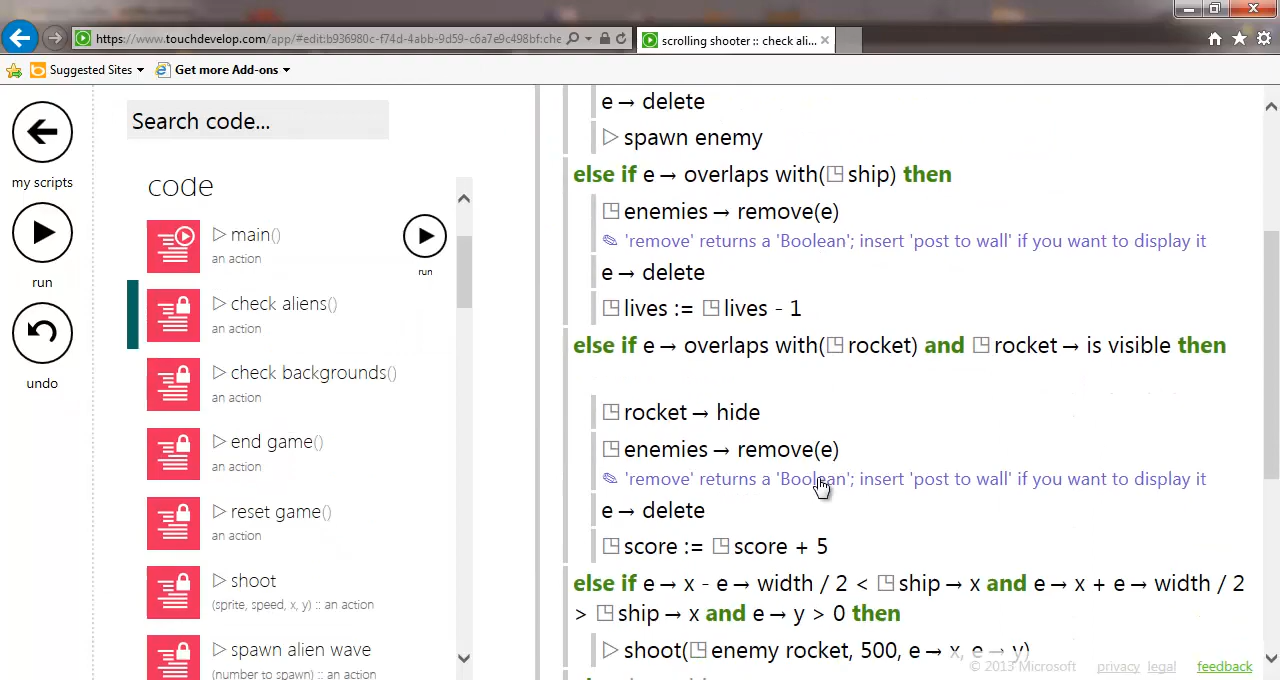 https://www.touchdevelop.com/app/#edit:b936980c-f74d-4abb-9d59-c6a7e9c498bf:che
scrolling shooter :: check ali...
Suggested Sites
Get more Add-ons
my scripts
run
undo
Search code...
code
▷ main()
an action
run
▷ check aliens()
an action
▷ check backgrounds()
an action
▷ end game()
an action
▷ reset game()
an action
▷ shoot
(sprite, speed, x, y) :: an action
▷ spawn alien wave
(number to spawn) :: an action
e → delete
▷ spawn enemy
else if e → overlaps with(◳ ship) then
◳ enemies → remove(e)
✎ 'remove' returns a 'Boolean'; insert 'post to wall' if you want to display it
e → delete
◳ lives := ◳ lives - 1
else if e → overlaps with(◳ rocket) and ◳ rocket → is visible then
◳ rocket → hide
◳ enemies → remove(e)
✎ 'remove' returns a 'Boolean'; insert 'post to wall' if you want to display it
e → delete
◳ score := ◳ score + 5
else if e → x - e → width / 2 < ◳ ship → x and e → x + e → width / 2
> ◳ ship → x and e → y > 0 then
▷ shoot(◳ enemy rocket, 500, e → x, e → y)
© 2013 Microsoft privacy legal feedback